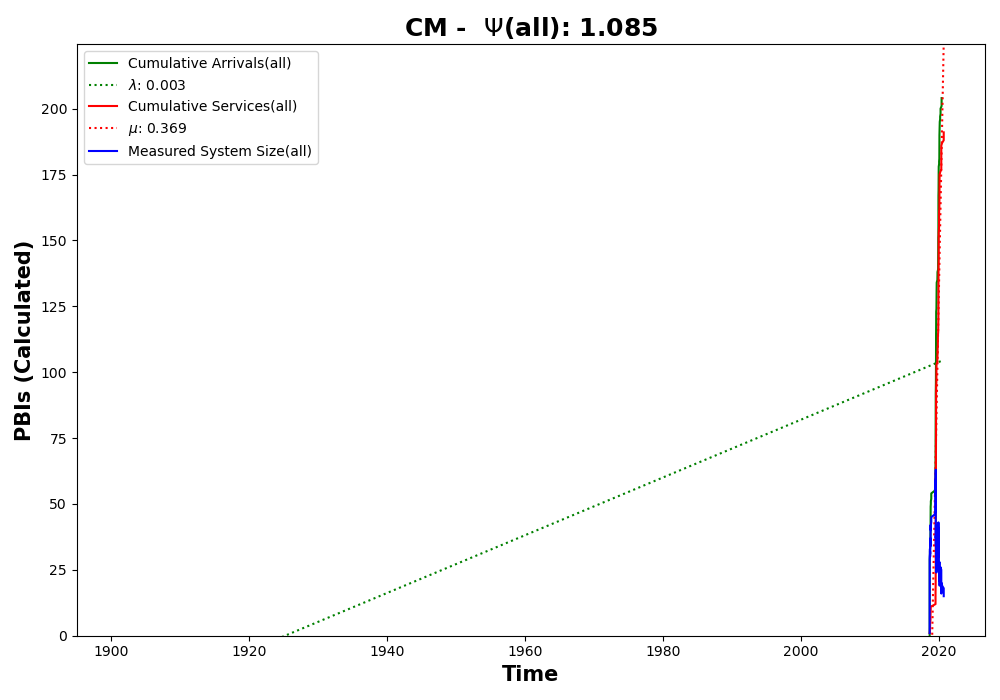 CM - Ψ(all): 1.085
Cumulative Arrivals(all)
λ: 0.003
Cumulative Services(all)
μ: 0.369
Measured System Size(all)
200
175
150
125
100
75
50
25
0
PBIs (Calculated)
1900 1920 1940 1960 1980 2000 2020
Time